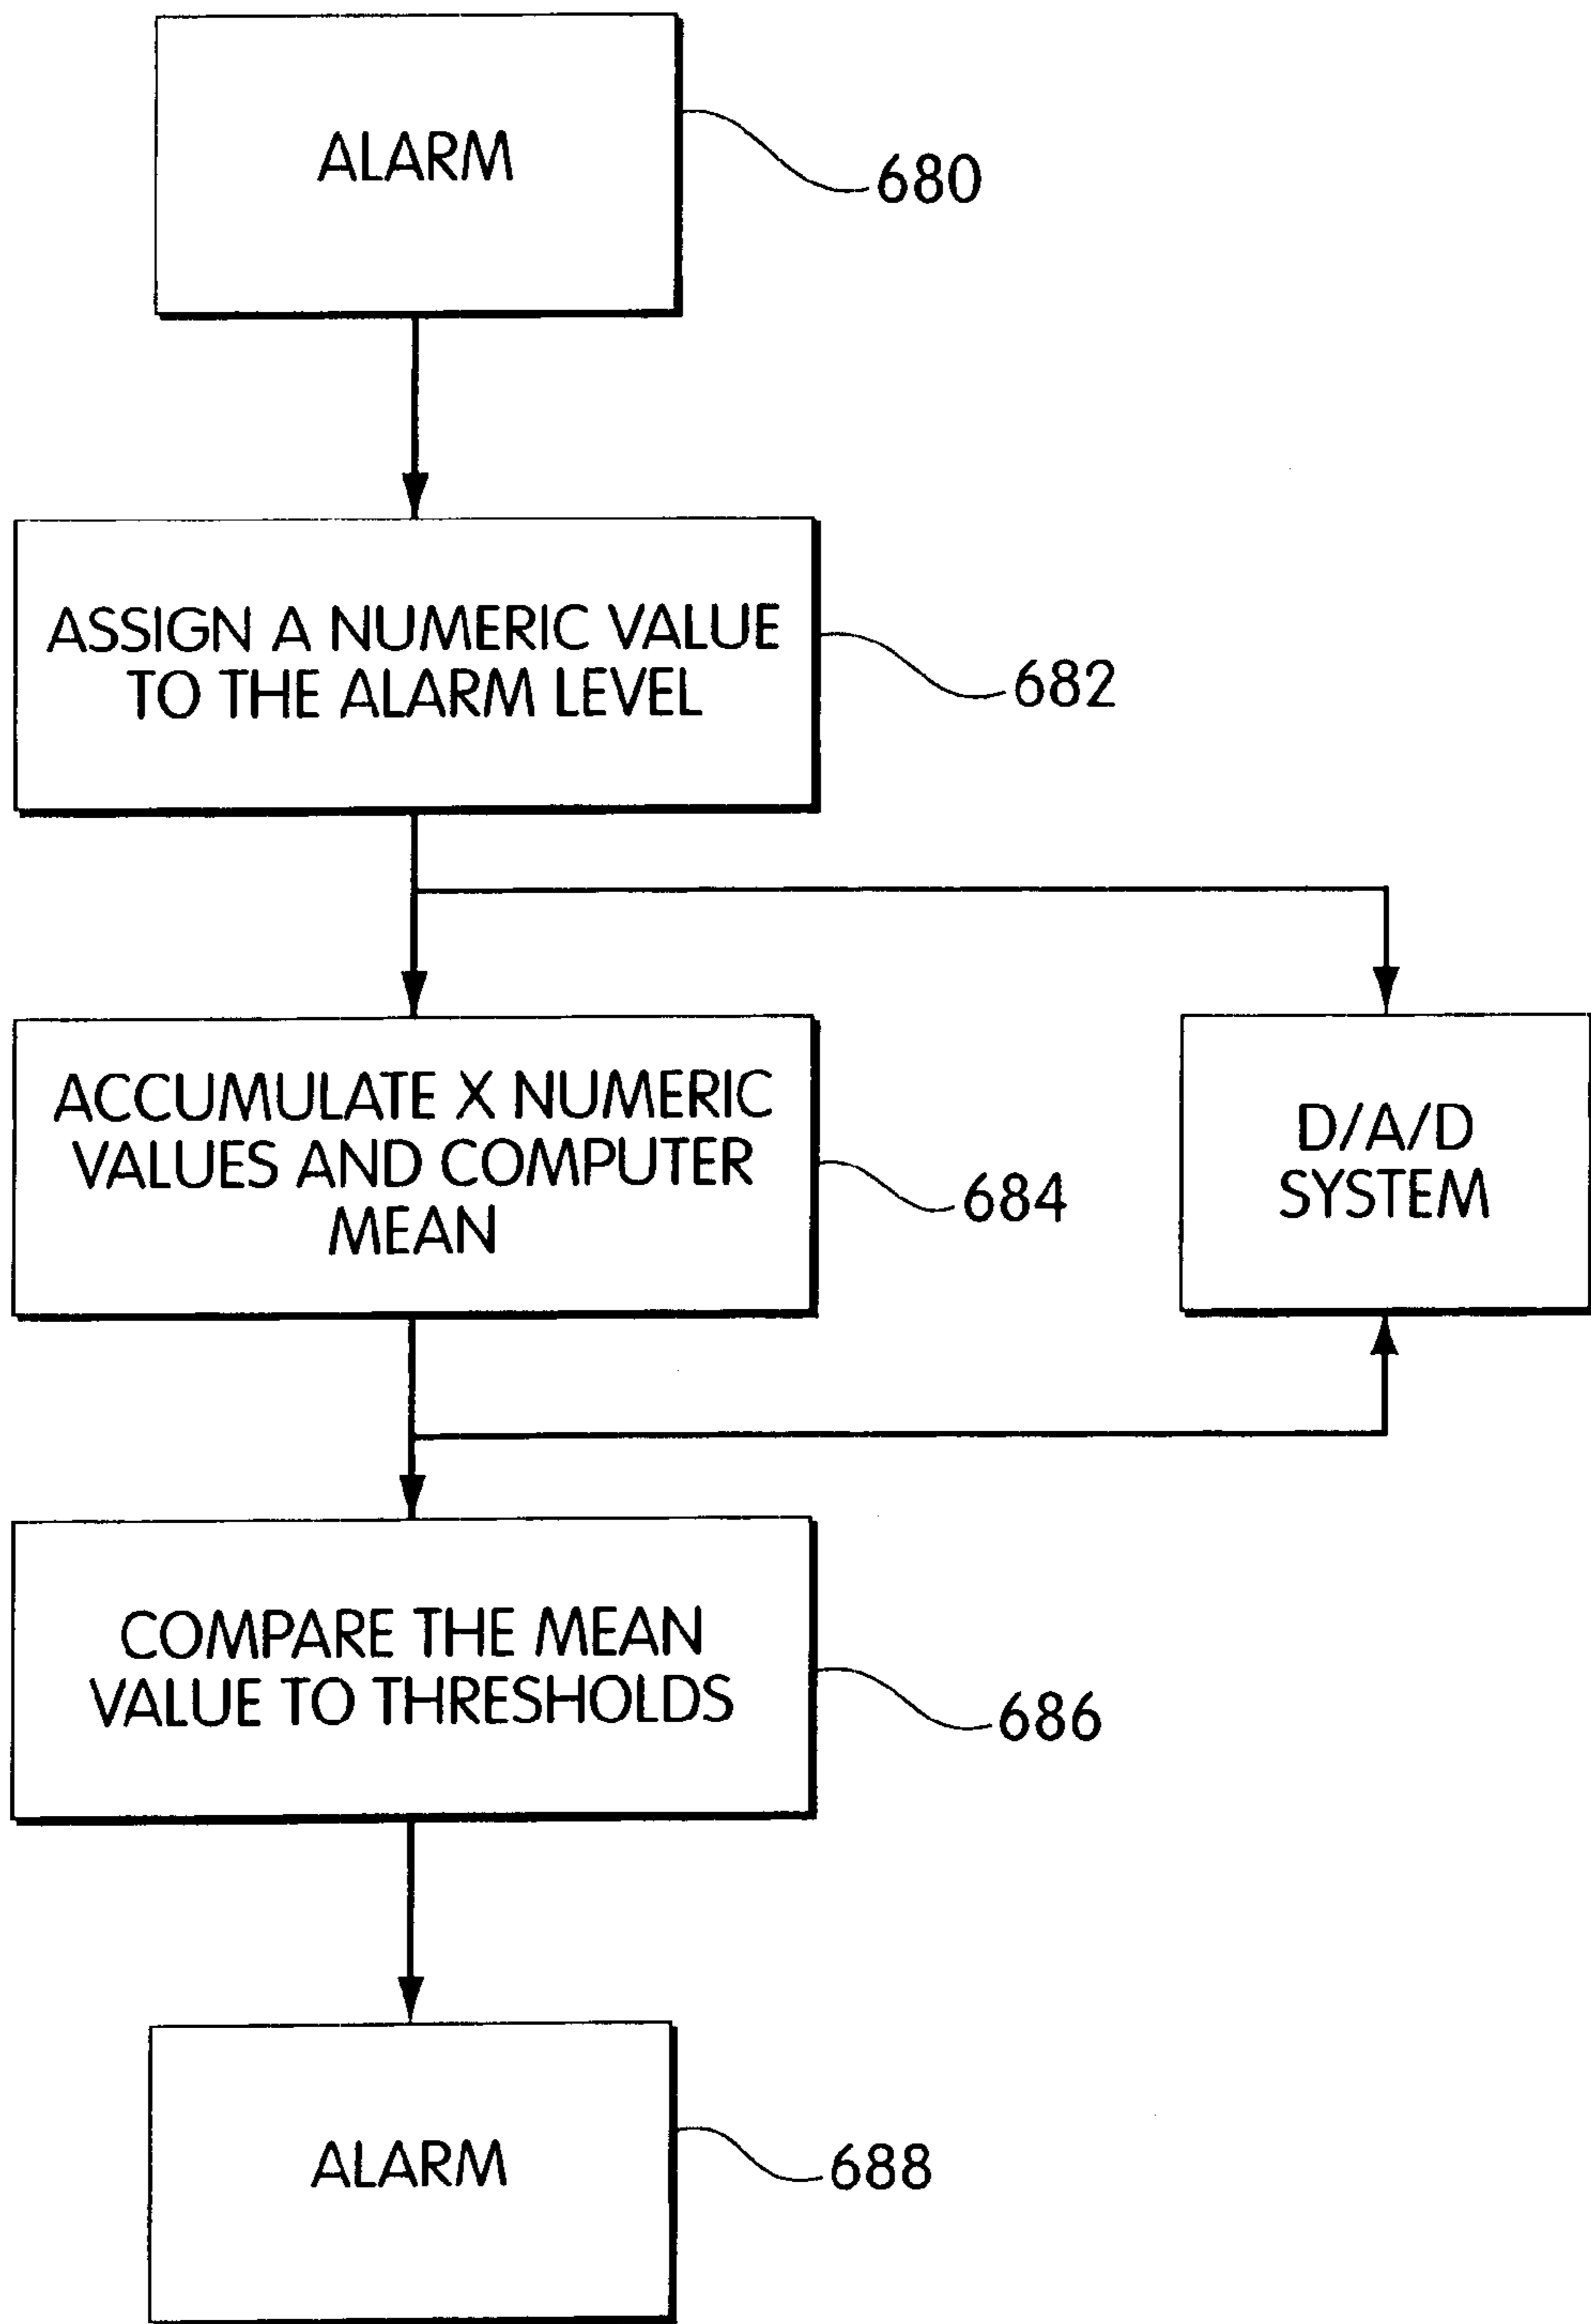 ALARM
680
ASSIGN A NUMERIC VALUE
TO THE ALARM LEVEL
682
ACCUMULATE X NUMERIC
VALUES AND COMPUTER
MEAN
684
D/A/D
SYSTEM
COMPARE THE MEAN
VALUE TO THRESHOLDS
686
ALARM
688